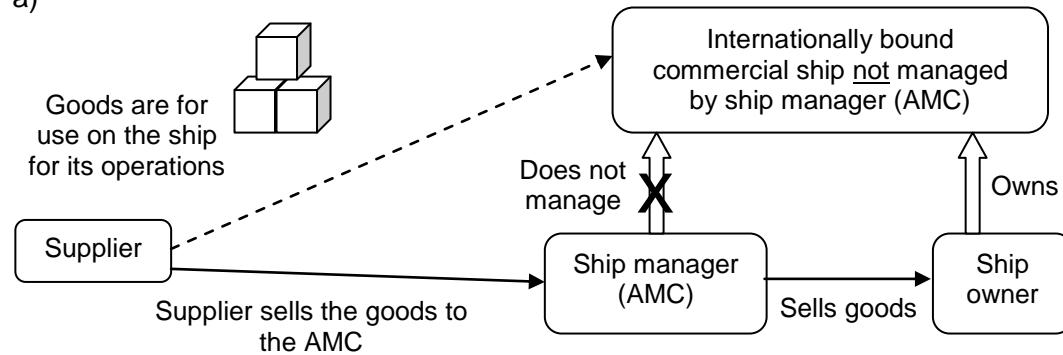 a)
Internationally bound
commercial ship not managed
by ship manager (AMC)
Goods are for
use on the ship
for its operations
Does not
manage
Owns
Supplier
Ship manager
(AMC)
Ship
owner
Supplier sells the goods to
the AMC
Sells goods